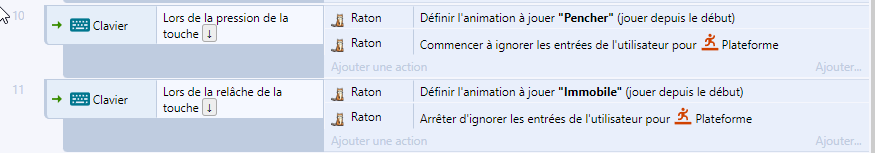 10
Clavier
Lors de la pression de la
touche ↓
Raton
Définir l'animation à jouer "Pencher" (jouer depuis le début)
Raton
Commencer à ignorer les entrées de l'utilisateur pour Plateforme
Ajouter une action
Ajouter...
11
Clavier
Lors de la relâche de la
touche ↓
Raton
Définir l'animation à jouer "Immobile" (jouer depuis le début)
Raton
Arrêter d'ignorer les entrées de l'utilisateur pour Plateforme
Ajouter une action
Ajouter...